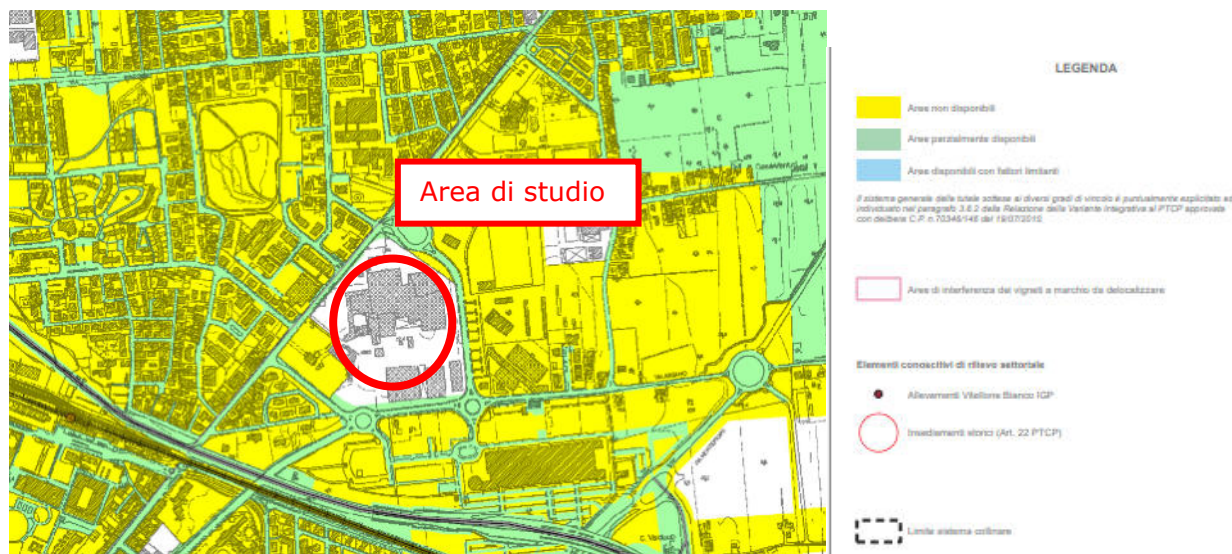 Area di studio
LEGENDA
Aree non disponibili
Aree parzialmente disponibili
Aree disponibili con fattori limitanti
Il sistema generale delle tutele sottese ai diversi gradi di vincolo è puntualmente esplicitato ed
individuato nel paragrafo 3.6.2 della Relazione della Variante Integrativa al PTCP approvata
con delibera C.P. n.70346/146 del 19/07/2010.
Area di interferenza dei vigneti a marchio da delocalizzare
Elementi conoscitivi di rilievo settoriale
Allevamenti Vitellone Bianco IGP
Insediamenti storici (Art. 22 PTCP)
Limite sistema collinare